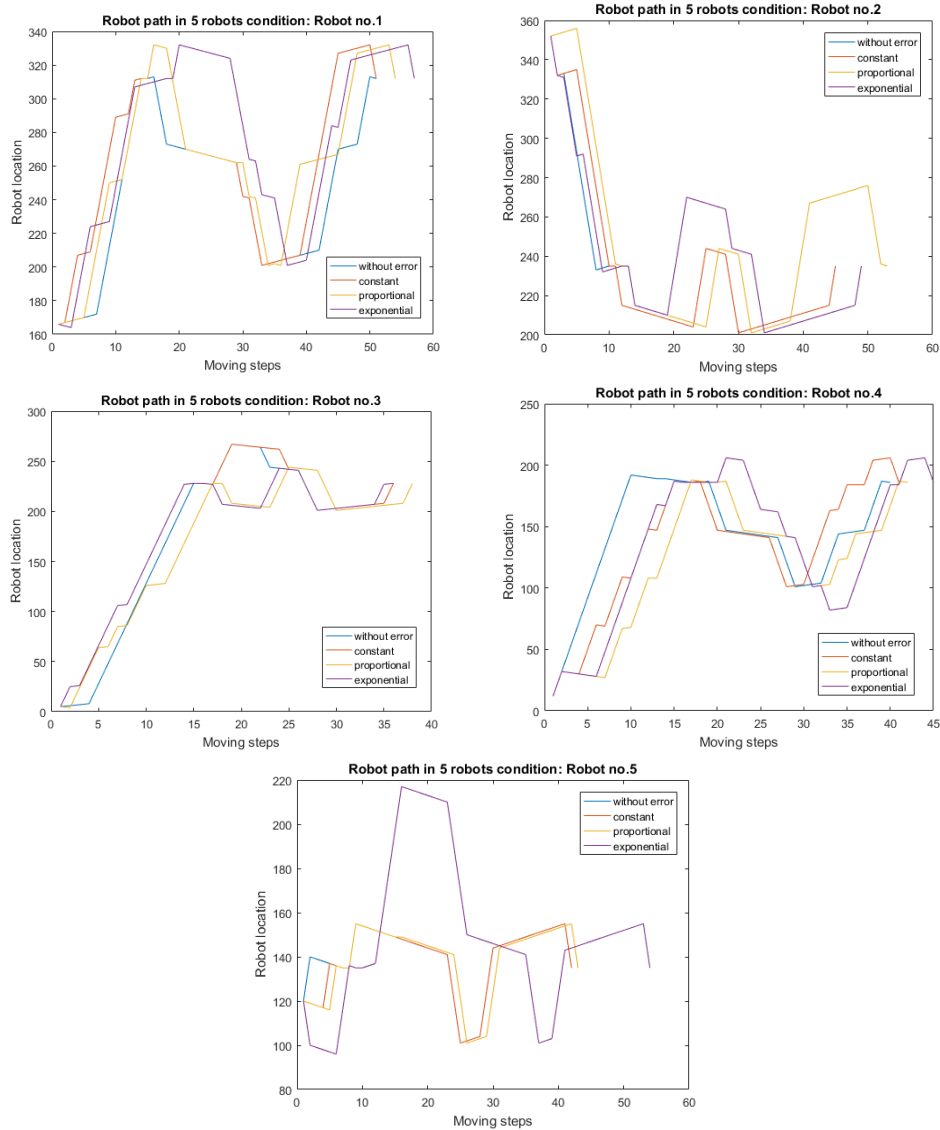 Robot path in 5 robots condition: Robot no.1
340
320
300
280
260
240
220
200
180
160
0 10 20 30 40 50 60
Robot location
Moving steps
without error
constant
proportional
exponential
Robot path in 5 robots condition: Robot no.2
360
340
320
300
280
260
240
220
200
0 10 20 30 40 50 60
Robot location
Moving steps
without error
constant
proportional
exponential
Robot path in 5 robots condition: Robot no.3
300
250
200
150
100
50
0
0 5 10 15 20 25 30 35 40
Robot location
Moving steps
without error
constant
proportional
exponential
Robot path in 5 robots condition: Robot no.4
250
200
150
100
50
0
0 5 10 15 20 25 30 35 40 45
Robot location
Moving steps
without error
constant
proportional
exponential
Robot path in 5 robots condition: Robot no.5
220
200
180
160
140
120
100
80
0 10 20 30 40 50 60
Robot location
Moving steps
without error
constant
proportional
exponential